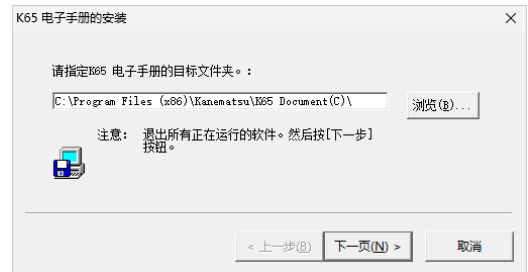 K65 电子手册的安装
请指定K65 电子手册的目标文件夹。：
C:\Program Files (x86)\Kanematsu\K65 Document(C)\
浏览(B)...
注意： 退出所有正在运行的软件。然后按[下一步]
按钮。
< 上一步(B)
下一页(N) >
取消